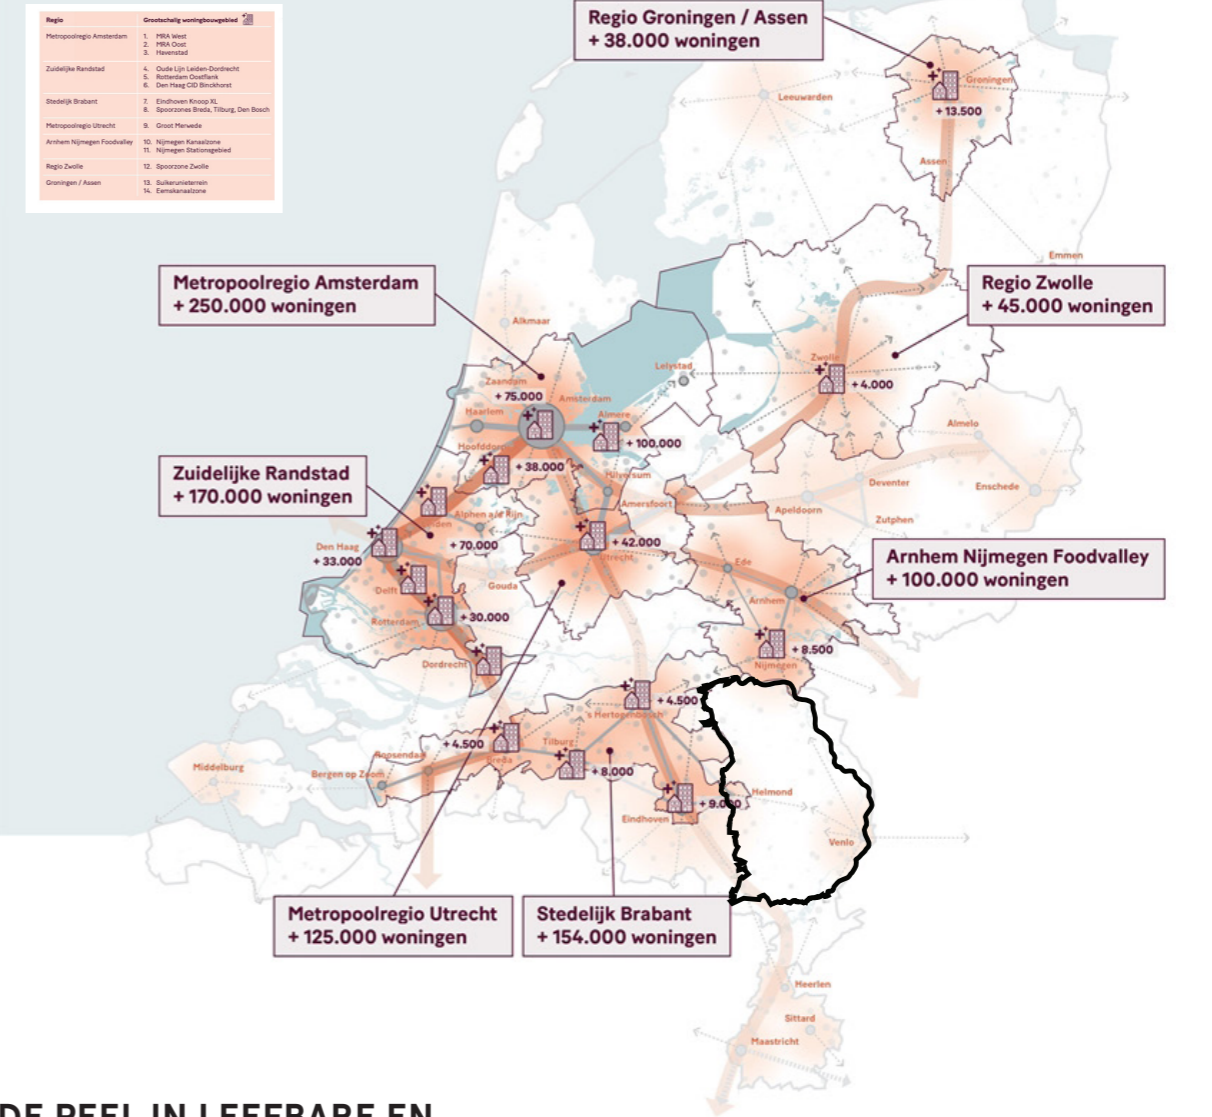 Regio Grootschalig woningbouwgebied
Metropoolregio Amsterdam 1. MRA West
2. MRA Oost
3. Havenstad
Zuidelijke Randstad 4. Oude Lijn Leiden-Dordrecht
5. Rotterdam Oostflank
6. Den Haag CID Binckhorst
Stedelijk Brabant 7. Eindhoven Knoop XL
8. Spoorzones Breda, Tilburg, Den Bosch
Metropoolregio Utrecht 9. Groot Merwede
Arnhem Nijmegen Foodvalley 10. Nijmegen Kanaalzone
11. Nijmegen Stationsgebied
Regio Zwolle 12. Spoorzone Zwolle
Groningen / Assen 13. Suikerunieterrein
14. Eemskanaalzone
Regio Groningen / Assen
+ 38.000 woningen
Groningen
Leeuwarden
+ 13.500
Assen
Emmen
Metropoolregio Amsterdam
+ 250.000 woningen
Regio Zwolle
+ 45.000 woningen
Alkmaar
Zwolle
Lelystad
+ 4.000
Zaandam
+ 75.000
Amsterdam
Haarlem
Almere
Almelo
+ 100.000
Hoofddorp
+ 38.000
Zuidelijke Randstad
+ 170.000 woningen
Hilversum
Deventer
Enschede
Amersfoort
Apeldoorn
Alphen a/d Rijn
Zutphen
Den Haag
+ 33.000
+ 70.000
+ 42.000
Utrecht
Arnhem Nijmegen Foodvalley
+ 100.000 woningen
Ede
Gouda
Delft
Arnhem
Rotterdam
+ 30.000
+ 8.500
Dordrecht
Nijmegen
+ 4.500
's Hertogenbosch
+ 4.500
Tilburg
Roosendaal
Breda
Middelburg
Bergen op Zoom
+ 8.000
Helmond
+ 9.000
Eindhoven
Venlo
Metropoolregio Utrecht
+ 125.000 woningen
Stedelijk Brabant
+ 154.000 woningen
Heerlen
Sittard
Maastricht
DE PEEL IN LEEFBARE EN